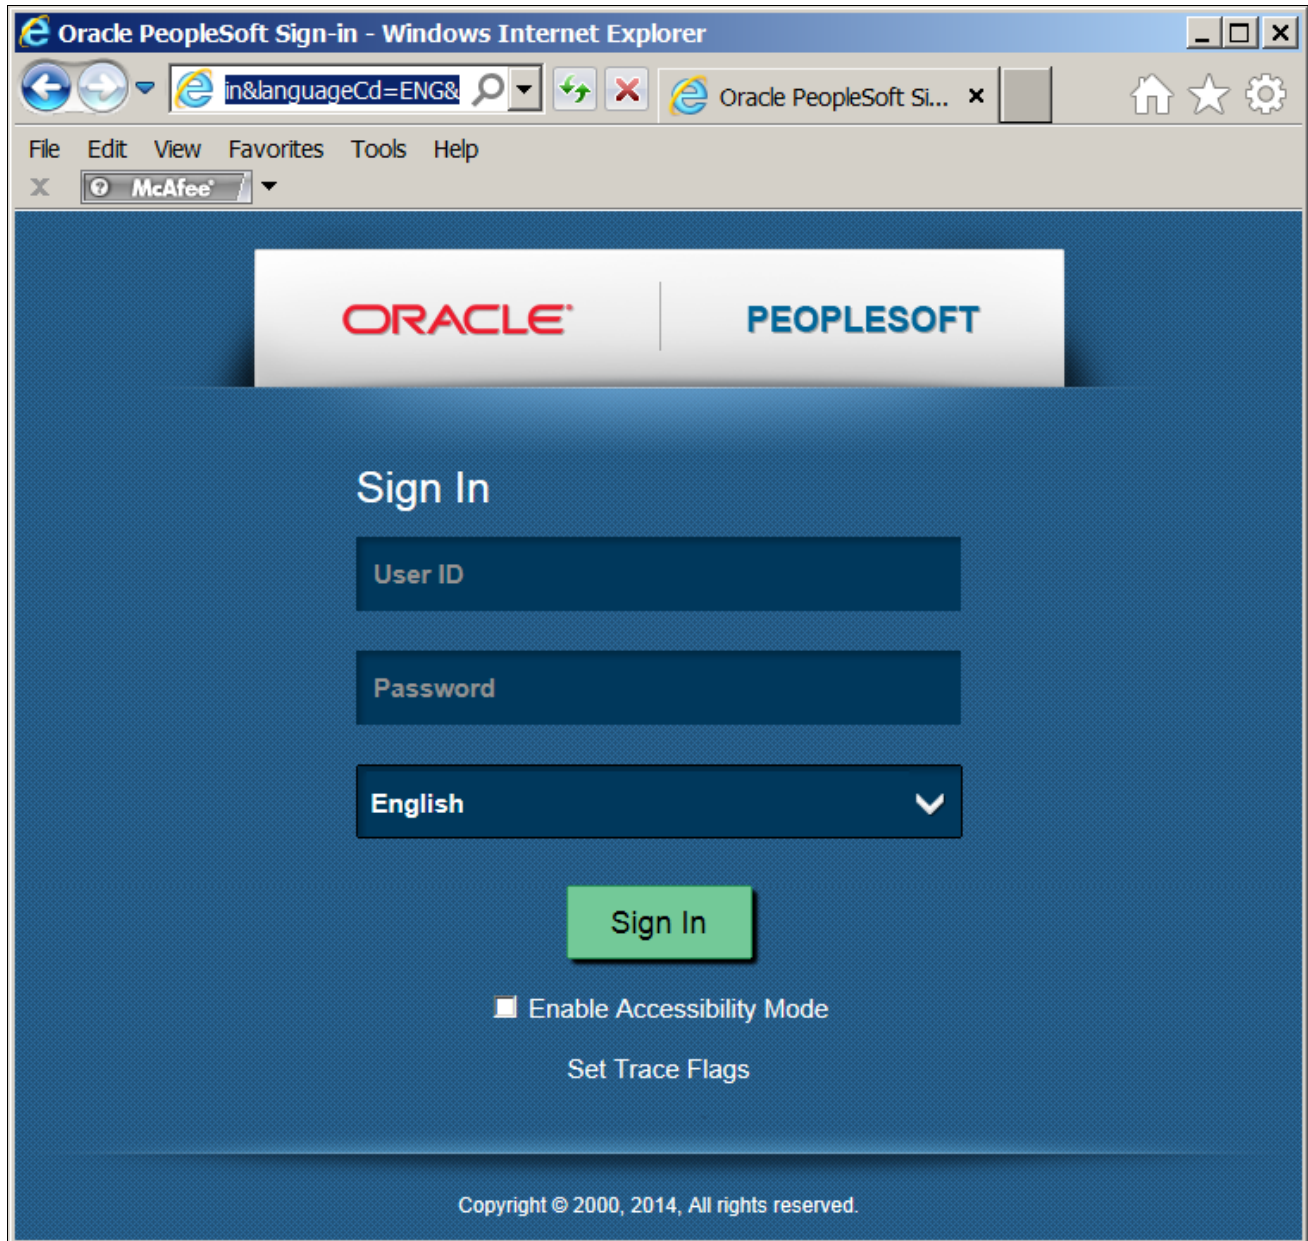 Oracle PeopleSoft Sign-in - Windows Internet Explorer
in&languageCd=ENG&
Oracle PeopleSoft Si...
File Edit View Favorites Tools Help
McAfee
ORACLE PEOPLESOFT
Sign In
User ID
Password
English
Sign In
Enable Accessibility Mode
Set Trace Flags
Copyright © 2000, 2014, All rights reserved.